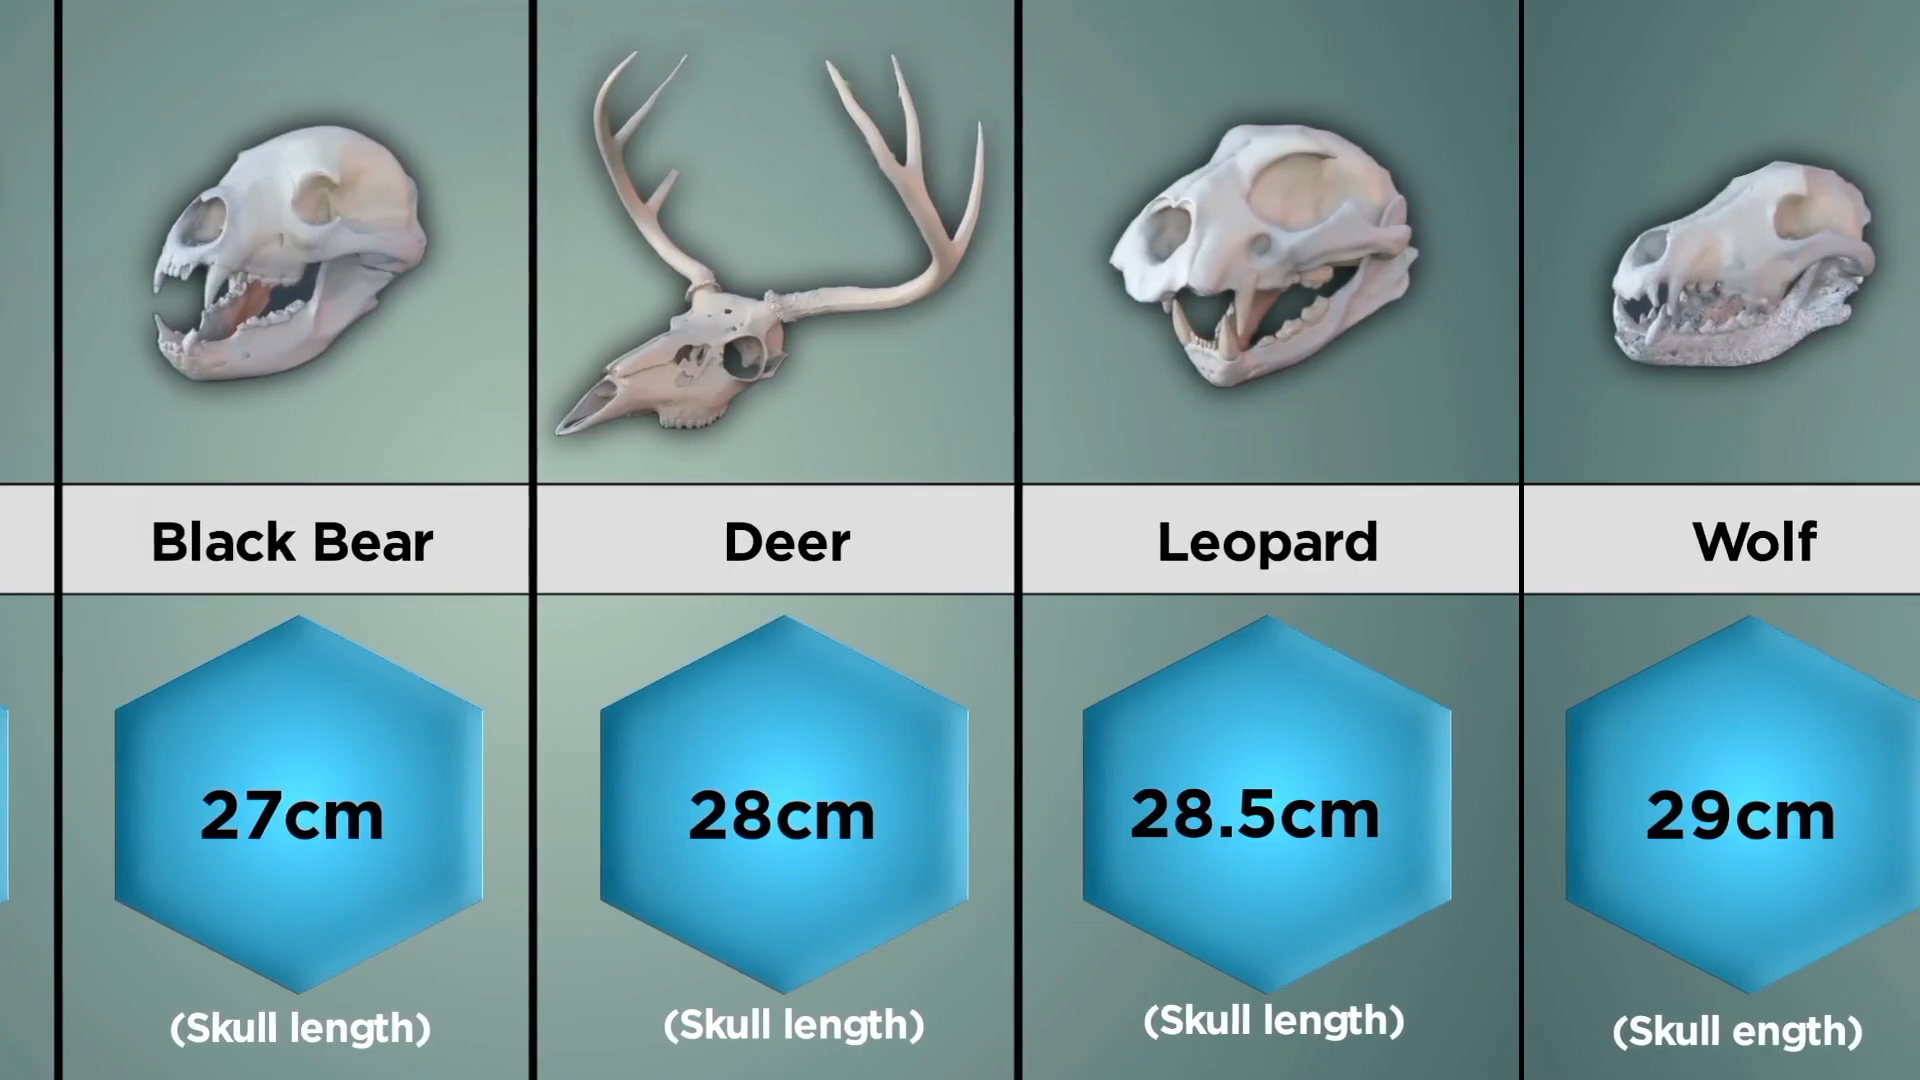 Black Bear
Deer
Leopard
Wolf
27cm
28cm
28.5cm
29cm
(Skull length)
(Skull length)
(Skull length)
(Skull ength)